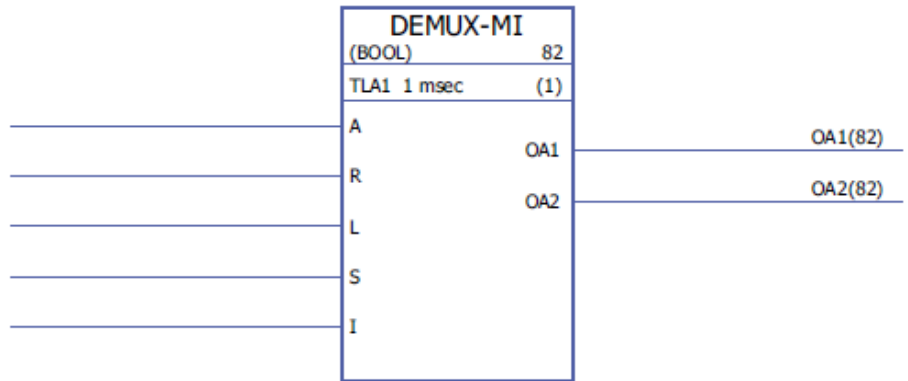 DEMUX-MI
(BOOL) 82
TLA1 1 msec (1)
A
OA1 OA1(82)
R
OA2 OA2(82)
L
S
I